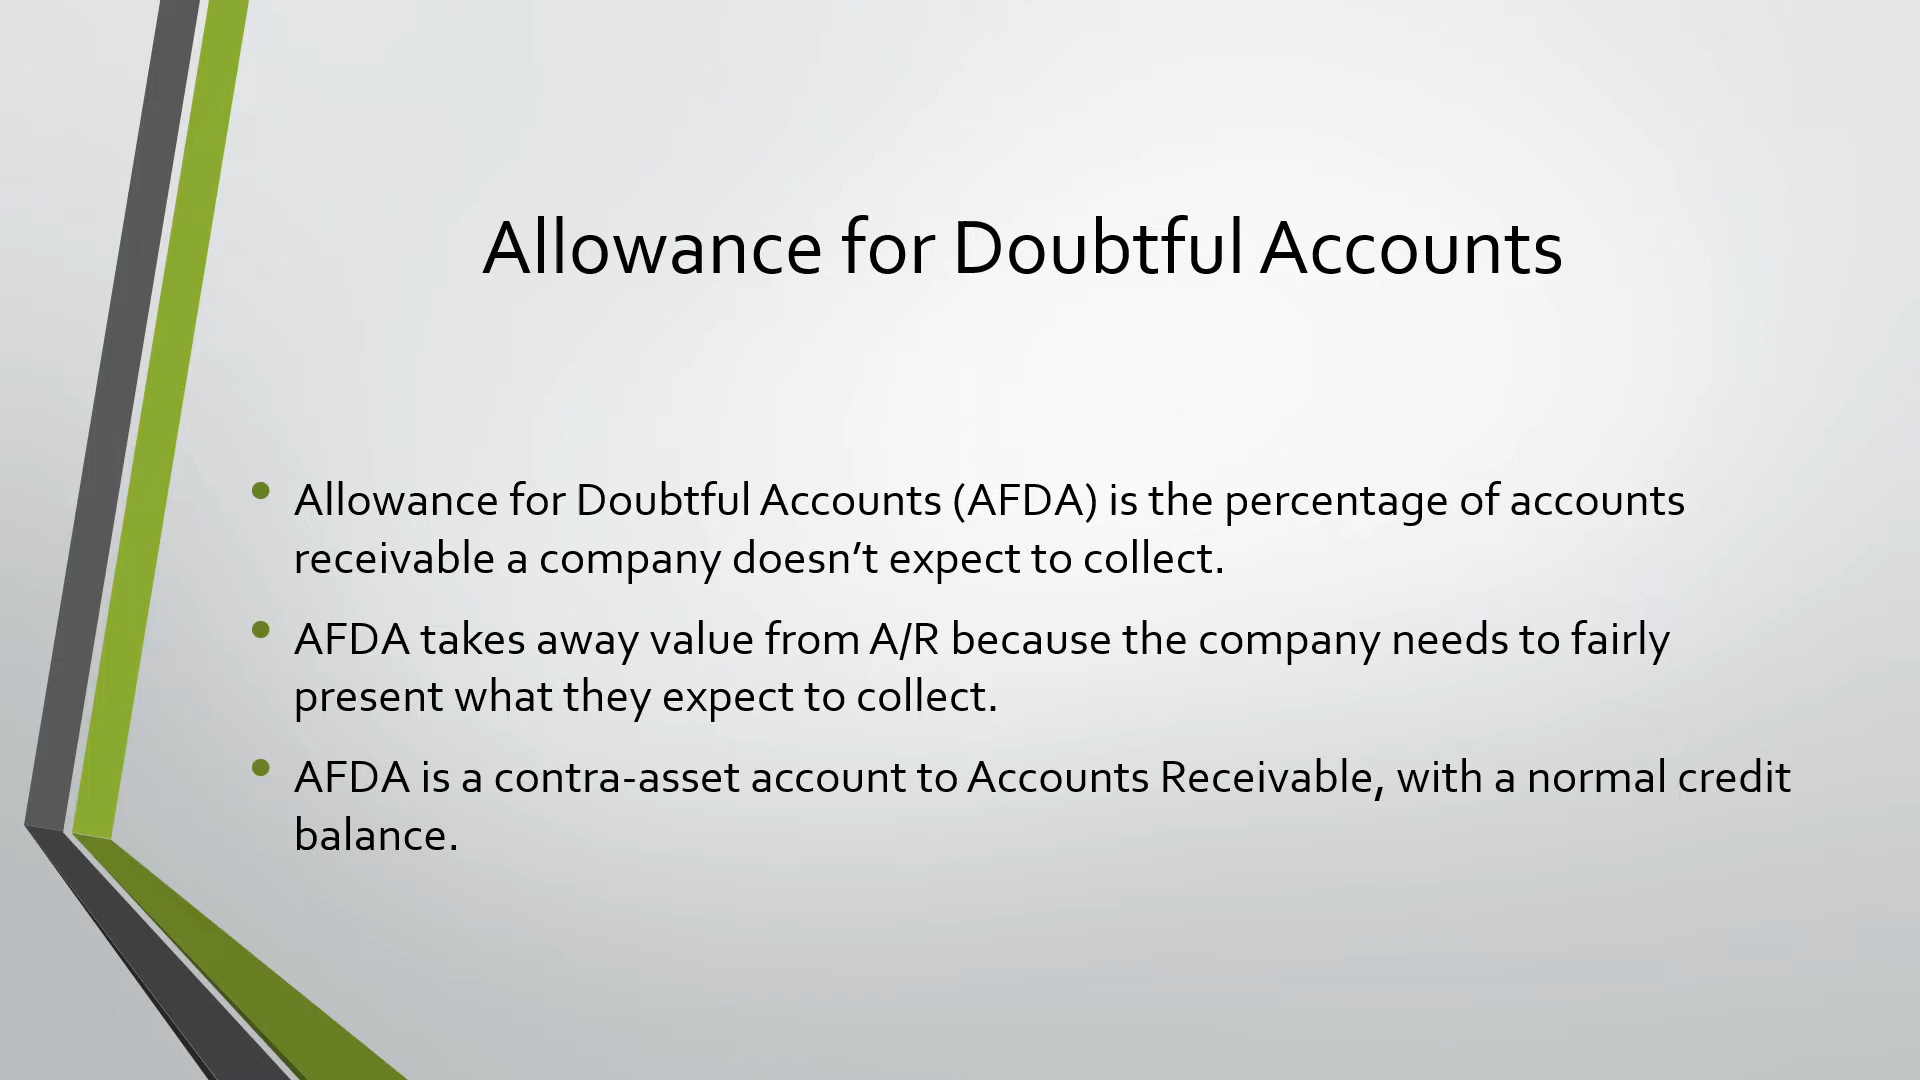 Allowance for Doubtful Accounts
• Allowance for Doubtful Accounts (AFDA) is the percentage of accounts
receivable a company doesn’t expect to collect.
• AFDA takes away value from A/R because the company needs to fairly
present what they expect to collect.
• AFDA is a contra-asset account to Accounts Receivable, with a normal credit
balance.